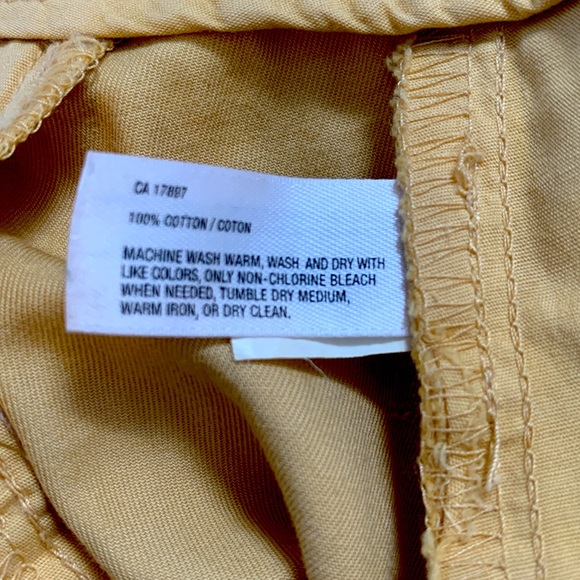 CA 17897
100% COTTON / COTON
MACHINE WASH WARM, WASH AND DRY WITH
LIKE COLORS, ONLY NON-CHLORINE BLEACH
WHEN NEEDED, TUMBLE DRY MEDIUM,
WARM IRON, OR DRY CLEAN.